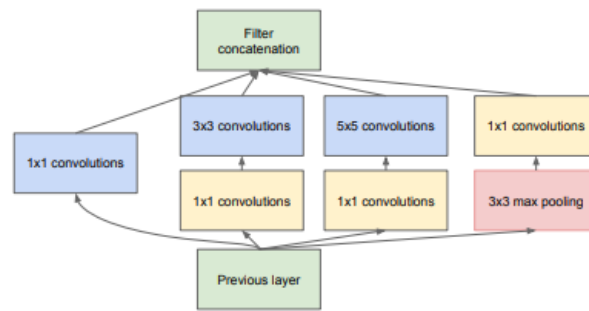 Filter
concatenation
3x3 convolutions
5x5 convolutions
1x1 convolutions
1x1 convolutions
1x1 convolutions
1x1 convolutions
3x3 max pooling
Previous layer